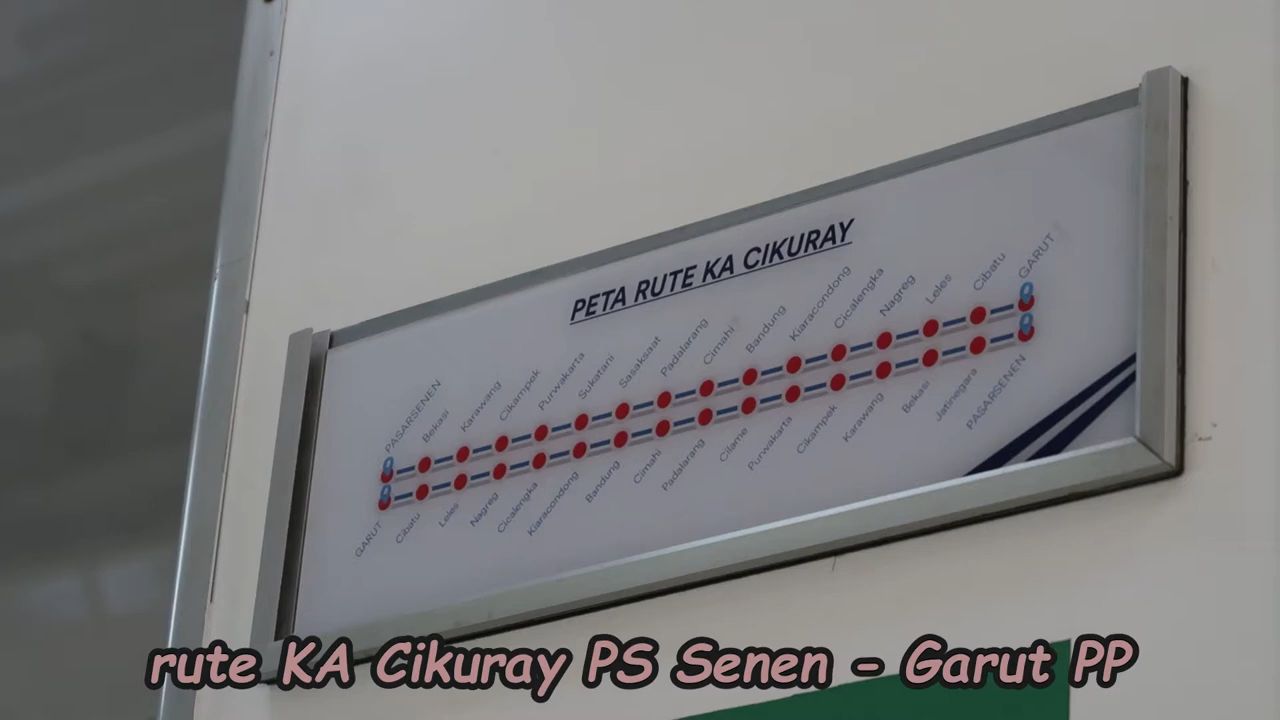 PETA RUTE KA CIKURAY
PASARSENEN
Bekasi
Karawang
Cikampek
Purwakarta
Sukatani
Sasaksaat
Padalarang
Cimahi
Bandung
Kiaracondong
Cicalengka
Nagreg
Leles
Cibatu
GARUT
GARUT
Cibatu
Leles
Nagreg
Cicalengka
Kiaracondong
Bandung
Cimahi
Padalarang
Cilame
Purwakarta
Cikampek
Karawang
Bekasi
Jatinegara
PASARSENEN
rute KA Cikuray PS Senen - Garut PP